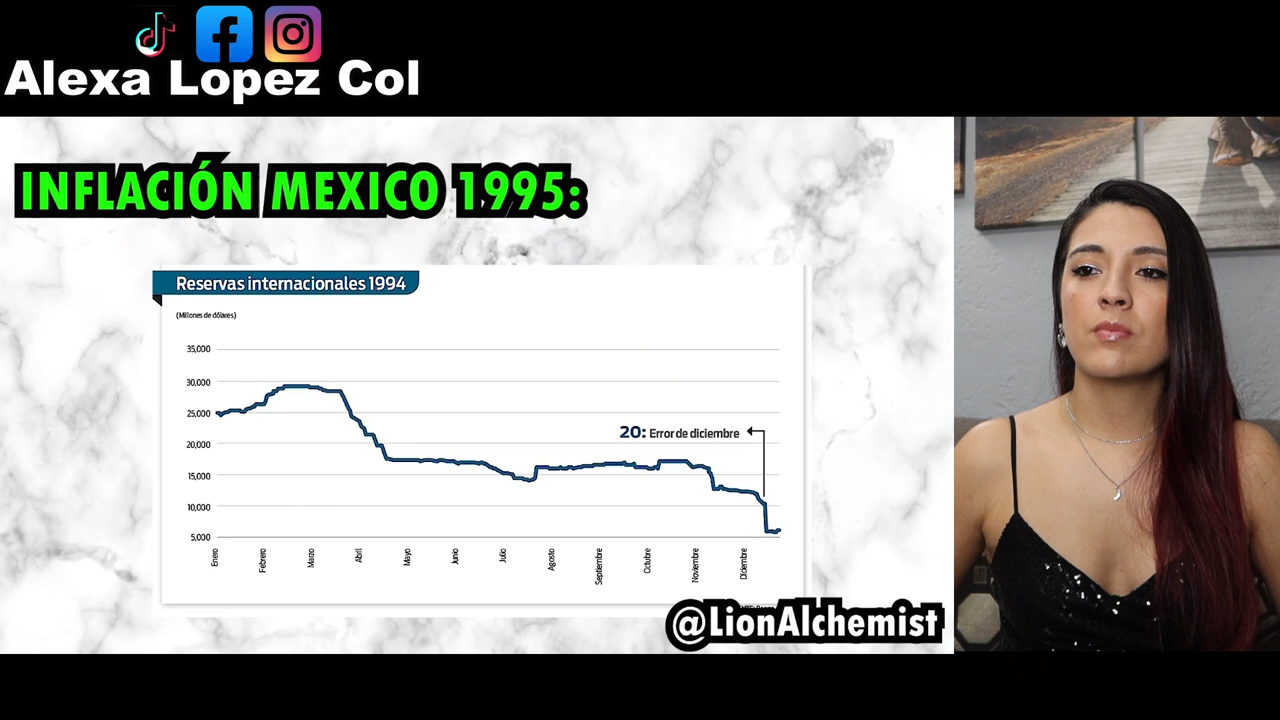 Alexa Lopez Col
INFLACIÓN MEXICO 1995:
Reservas internacionales 1994
(Millones de dólares)
35,000
30,000
25,000
20,000
20: Error de diciembre
15,000
10,000
5,000
Enero
Febrero
Marzo
Abril
Mayo
Junio
Julio
Agosto
Septiembre
Octubre
Noviembre
Diciembre
@LionAlchemist